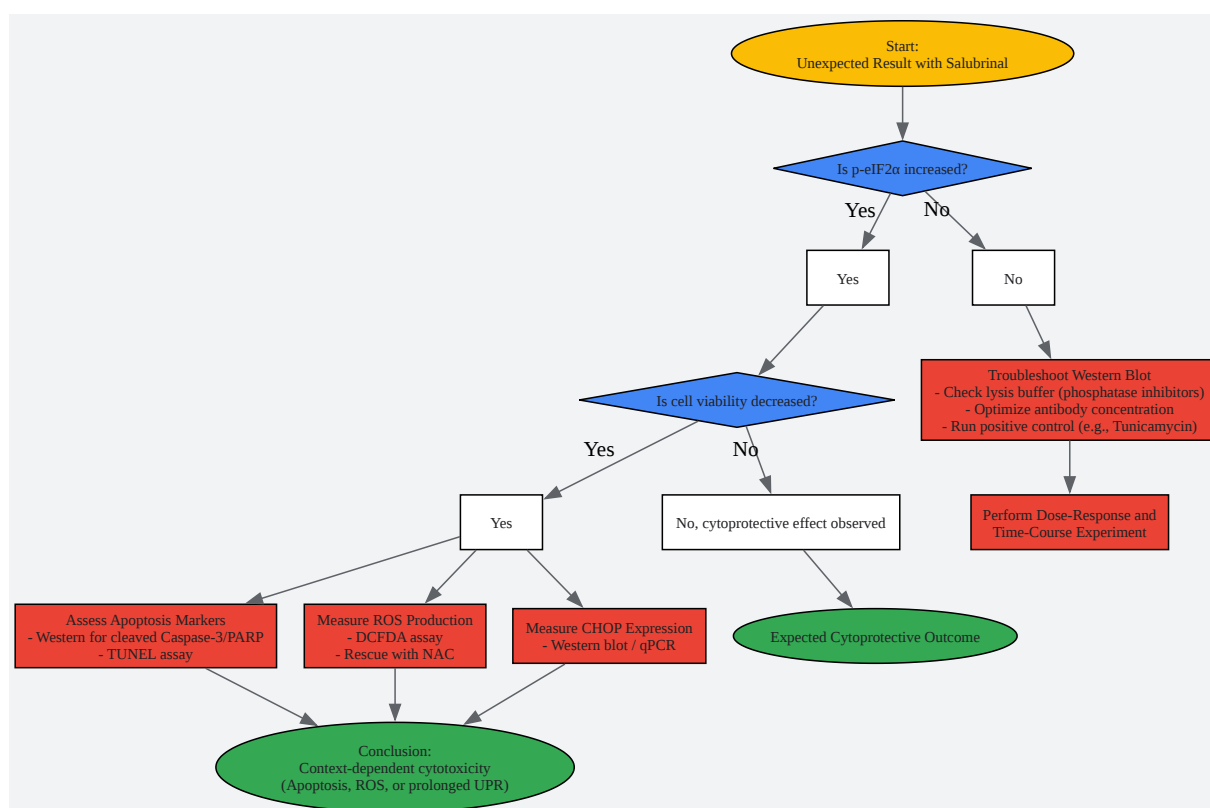 Start:
Unexpected Result with Salubrinal
Is p-eIF2α increased?
Yes
No
Yes
No
Troubleshoot Western Blot
- Check lysis buffer (phosphatase inhibitors)
- Optimize antibody concentration
- Run positive control (e.g., Tunicamycin)
Is cell viability decreased?
Yes
No
Yes
No, cytoprotective effect observed
Perform Dose-Response and
Time-Course Experiment
Assess Apoptosis Markers
- Western for cleaved Caspase-3/PARP
- TUNEL assay
Measure ROS Production
- DCFDA assay
- Rescue with NAC
Measure CHOP Expression
- Western blot / qPCR
Expected Cytoprotective Outcome
Conclusion:
Context-dependent cytotoxicity
(Apoptosis, ROS, or prolonged UPR)